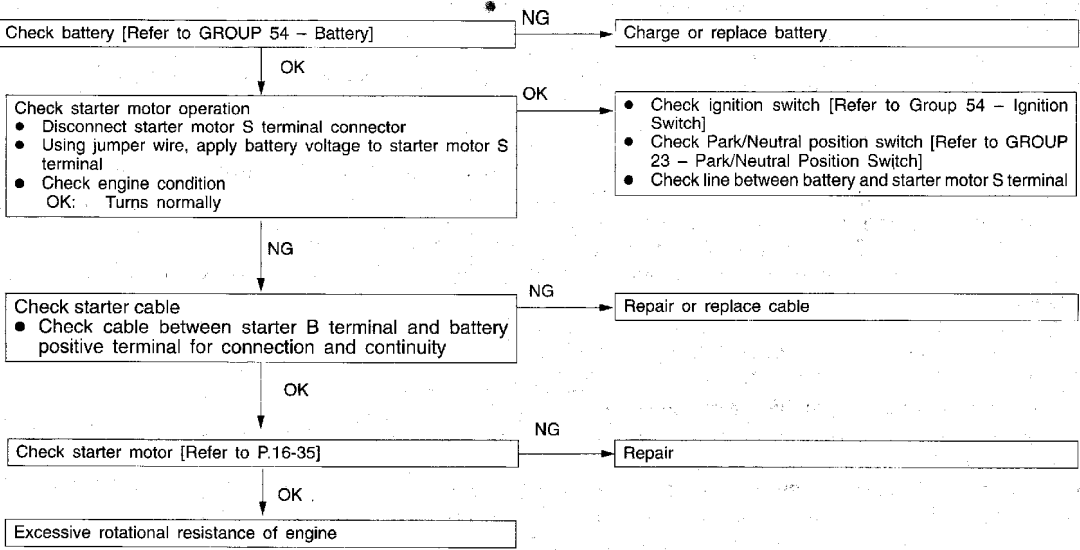 Check battery [Refer to GROUP 54 – Battery]
NG
Charge or replace battery
OK
Check starter motor operation
● Disconnect starter motor S terminal connector
● Using jumper wire, apply battery voltage to starter motor S
terminal
● Check engine condition
OK: Turns normally
OK
● Check ignition switch [Refer to Group 54 – Ignition
Switch]
● Check Park/Neutral position switch [Refer to GROUP
23 – Park/Neutral Position Switch]
● Check line between battery and starter motor S terminal
NG
Check starter cable
● Check cable between starter B terminal and battery
positive terminal for connection and continuity
NG
Repair or replace cable
OK
Check starter motor [Refer to P.16-35]
NG
Repair
OK
Excessive rotational resistance of engine